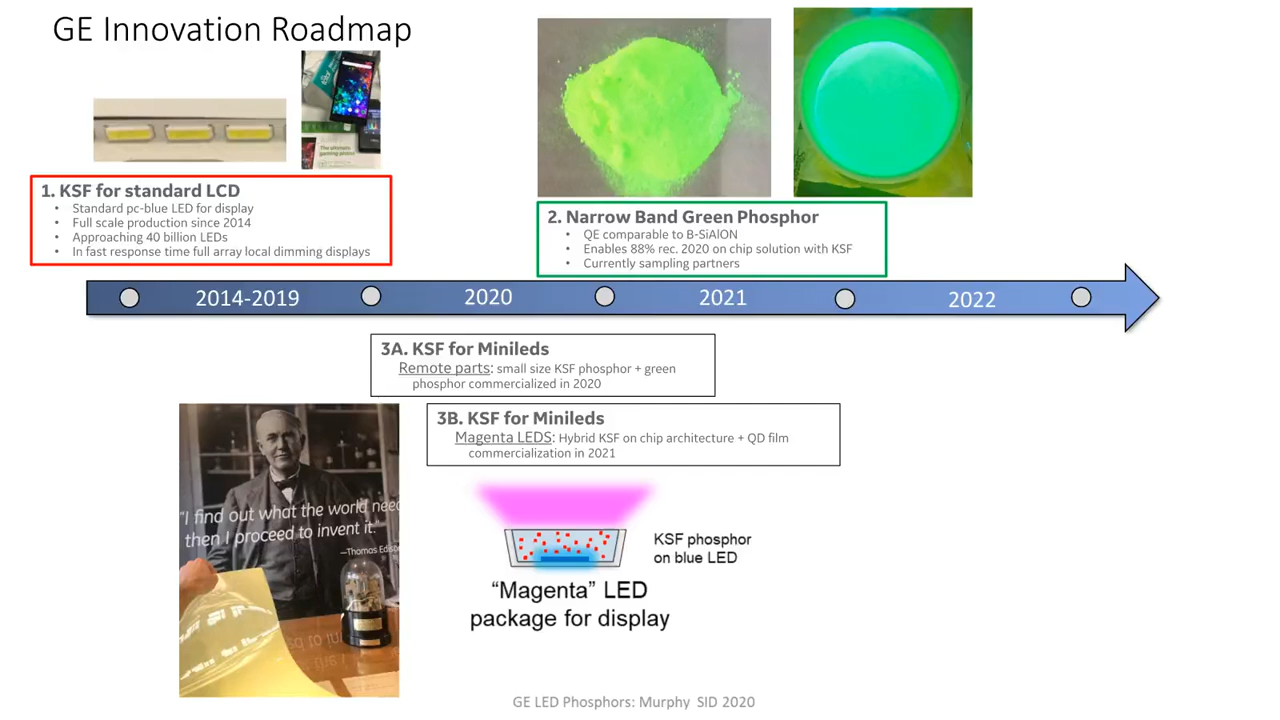 GE Innovation Roadmap
The ultimate
gaming
1. KSF for standard LCD
• Standard pc-blue LED for display
• Full scale production since 2014
• Approaching 40 billion LEDs
• In fast response time full array local dimming displays
2. Narrow Band Green Phosphor
• QE comparable to B-SiAlON
• Enables 88% rec. 2020 on chip solution with KSF
• Currently sampling partners
2014-2019 2020 2021 2022
3A. KSF for Minileds
Remote parts: small size KSF phosphor + green
phosphor commercialized in 2020
3B. KSF for Minileds
Magenta LEDS: Hybrid KSF on chip architecture + QD film
commercialization in 2021
"I find out what the world nee
then I proceed to invent it."
—Thomas Edis
KSF phosphor
on blue LED
“Magenta” LED
package for display
GE LED Phosphors: Murphy SID 2020